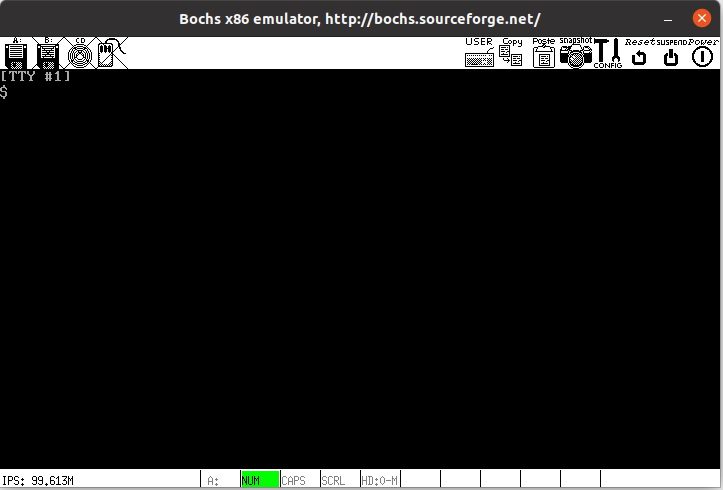 Bochs x86 emulator, http://bochs.sourceforge.net/
A: B: CD USER Copy Poste snapshot CONFIG Reset SUSPEND Power
[TTY #1]
$
IPS: 99.613M A: NUM CAPS SCRL HD:0-M